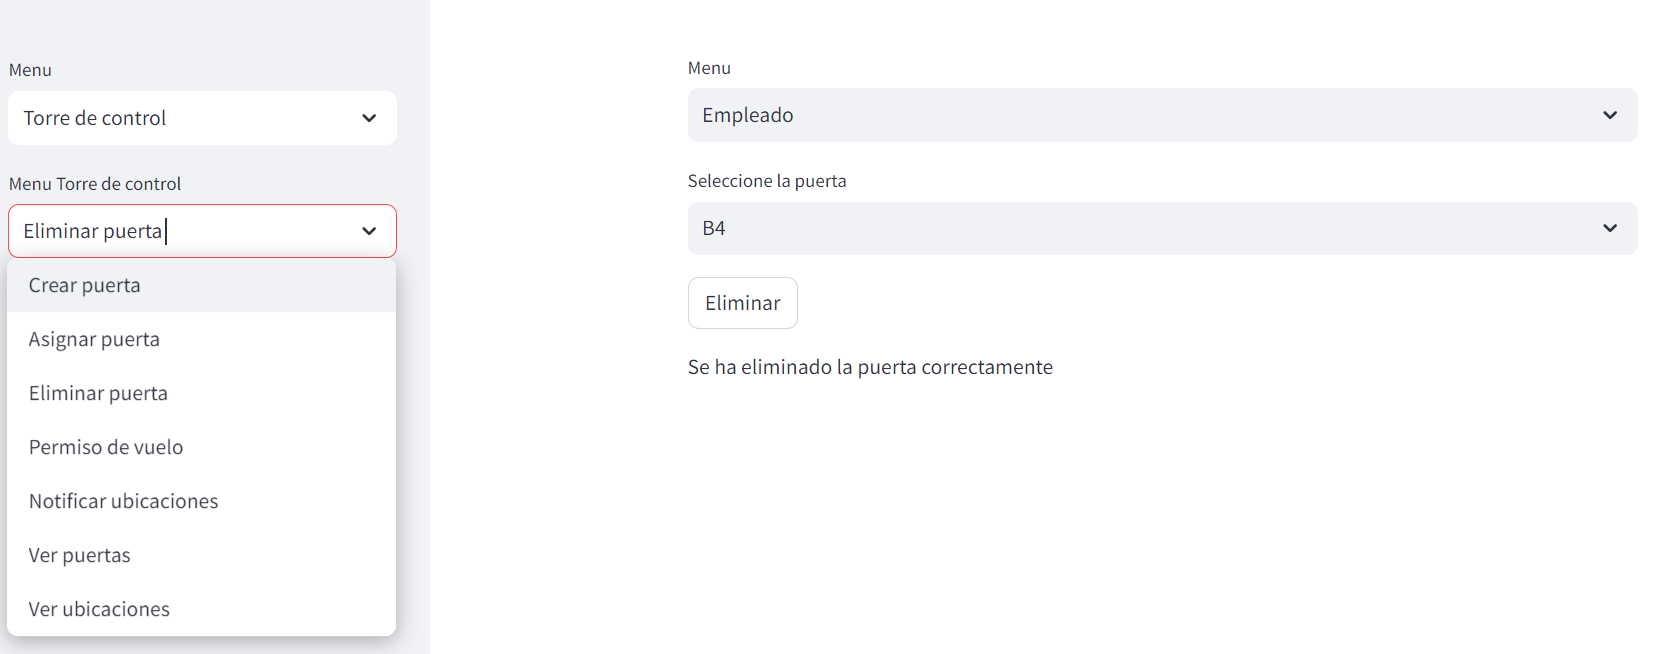 Menu
Torre de control
Menu Torre de control
Eliminar puerta
Crear puerta
Asignar puerta
Eliminar puerta
Permiso de vuelo
Notificar ubicaciones
Ver puertas
Ver ubicaciones
Menu
Empleado
Seleccione la puerta
B4
Eliminar
Se ha eliminado la puerta correctamente